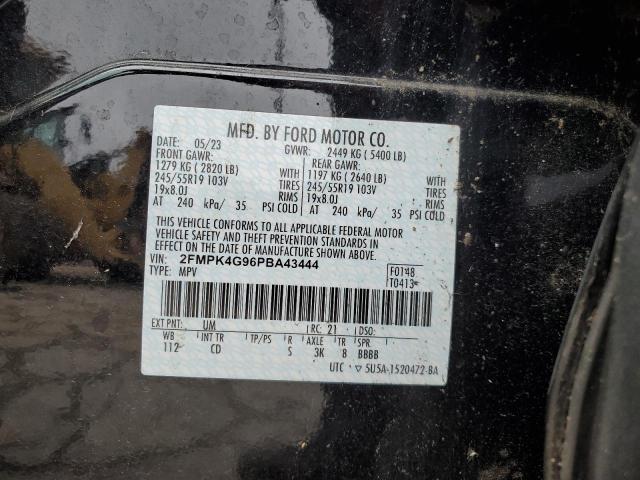 MFD. BY FORD MOTOR CO.
DATE: 05/23 GVWR: 2449 KG ( 5400 LB)
FRONT GAWR: REAR GAWR:
1279 KG ( 2820 LB) 1197 KG ( 2640 LB)
245/55R19 103V TIRES 245/55R19 103V TIRES
19x8.0J RIMS 19x8.0J RIMS
AT 240 kPa/ 35 PSI COLD AT 240 kPa/ 35 PSI COLD
THIS VEHICLE CONFORMS TO ALL APPLICABLE FEDERAL MOTOR
VEHICLE SAFETY AND THEFT PREVENTION STANDARDS IN
EFFECT ON THE DATE OF MANUFACTURE SHOWN ABOVE.
VIN: 2FMPK4G96PBA43444 F0148
TYPE: MPV T0413
EXT PNT: UM RC: 21 DSO:
WB INT TR TP/PS R AXLE TR SPR
112 CD S 3K 8 BBBB
UTC ▽ 5U5A-1520472-BA